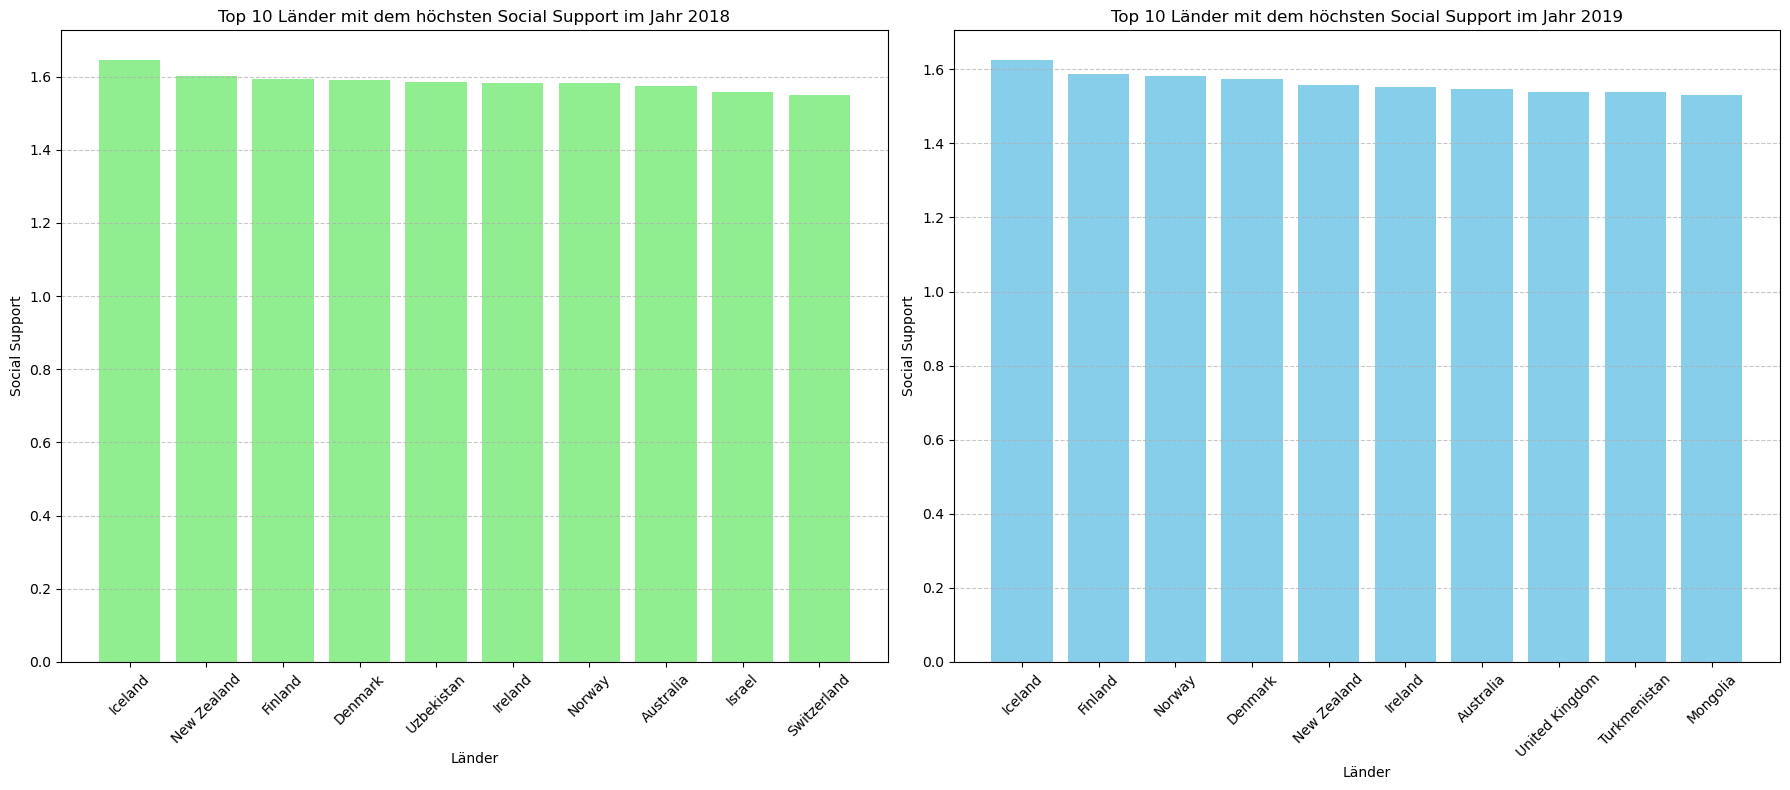 Top 10 Länder mit dem höchsten Social Support im Jahr 2018
Social Support
1.6
1.4
1.2
1.0
0.8
0.6
0.4
0.2
0.0
Iceland
New Zealand
Finland
Denmark
Uzbekistan
Ireland
Norway
Australia
Israel
Switzerland
Länder
Top 10 Länder mit dem höchsten Social Support im Jahr 2019
Social Support
1.6
1.4
1.2
1.0
0.8
0.6
0.4
0.2
0.0
Iceland
Finland
Norway
Denmark
New Zealand
Ireland
Australia
United Kingdom
Turkmenistan
Mongolia
Länder